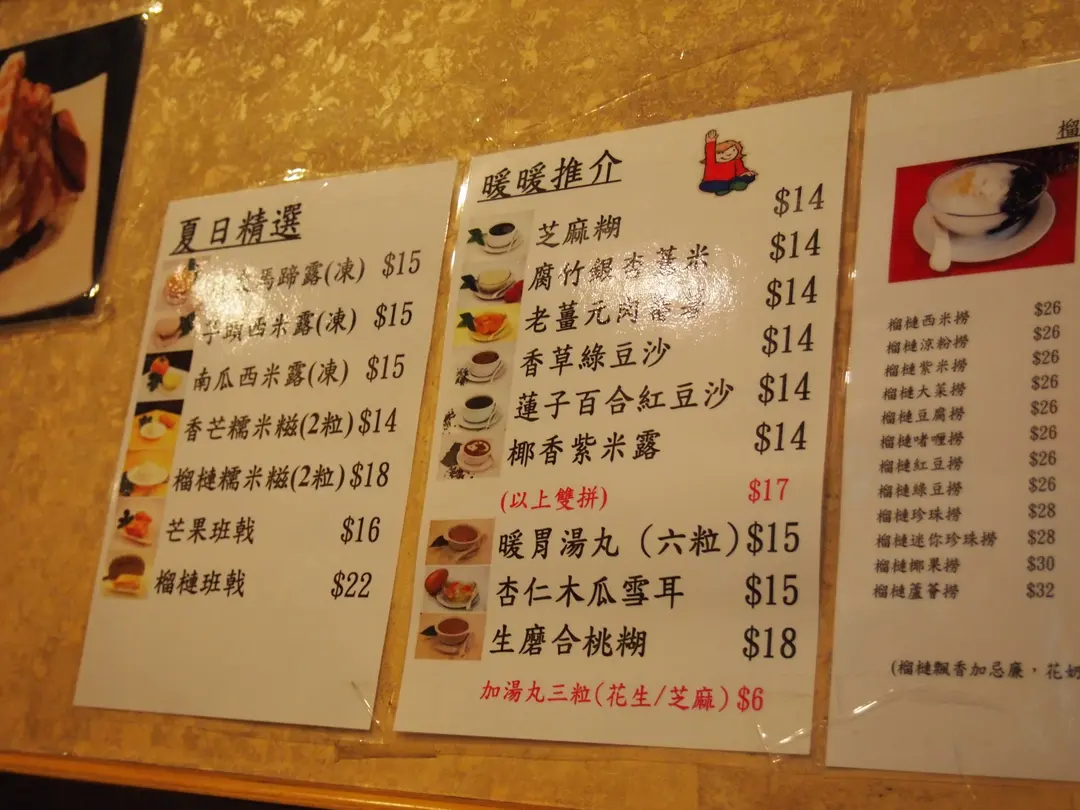 夏日精選
馬蹄露(凍) $15
芋頭西米露(凍) $15
南瓜西米露(凍) $15
香芒糯米糍(2粒) $14
榴槤糯米糍(2粒) $18
芒果班戟 $16
榴槤班戟 $22
暖暖推介
芝麻糊 $14
腐竹銀杏薏米 $14
老薑元肉 $14
香草綠豆沙 $14
蓮子百合紅豆沙 $14
椰香紫米露 $14
(以上雙拼) $17
暖胃湯丸（六粒) $15
杏仁木瓜雪耳 $15
生磨合桃糊 $18
加湯丸三粒(花生/芝麻) $6
榴
榴槤西米撈 $26
榴槤涼粉撈 $26
榴槤紫米撈 $26
榴槤大菜撈 $26
榴槤豆腐撈 $26
榴槤啫喱撈 $26
榴槤紅豆撈 $26
榴槤綠豆撈 $26
榴槤珍珠撈 $28
榴槤迷你珍珠撈 $28
榴槤椰果撈 $30
榴槤蘆薈撈 $32
(榴槤飄香加忌廉，花奶